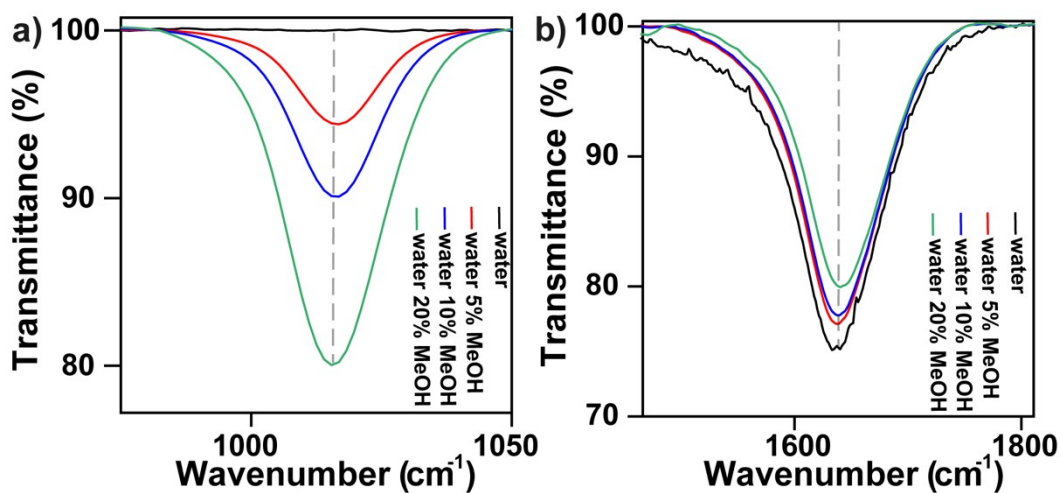 a)
Transmittance (%)
100
90
80
1000
1050
Wavenumber (cm-1)
water
water 5% MeOH
water 10% MeOH
water 20% MeOH
b)
Transmittance (%)
100
90
80
70
1600
1800
Wavenumber (cm-1)
water
water 5% MeOH
water 10% MeOH
water 20% MeOH